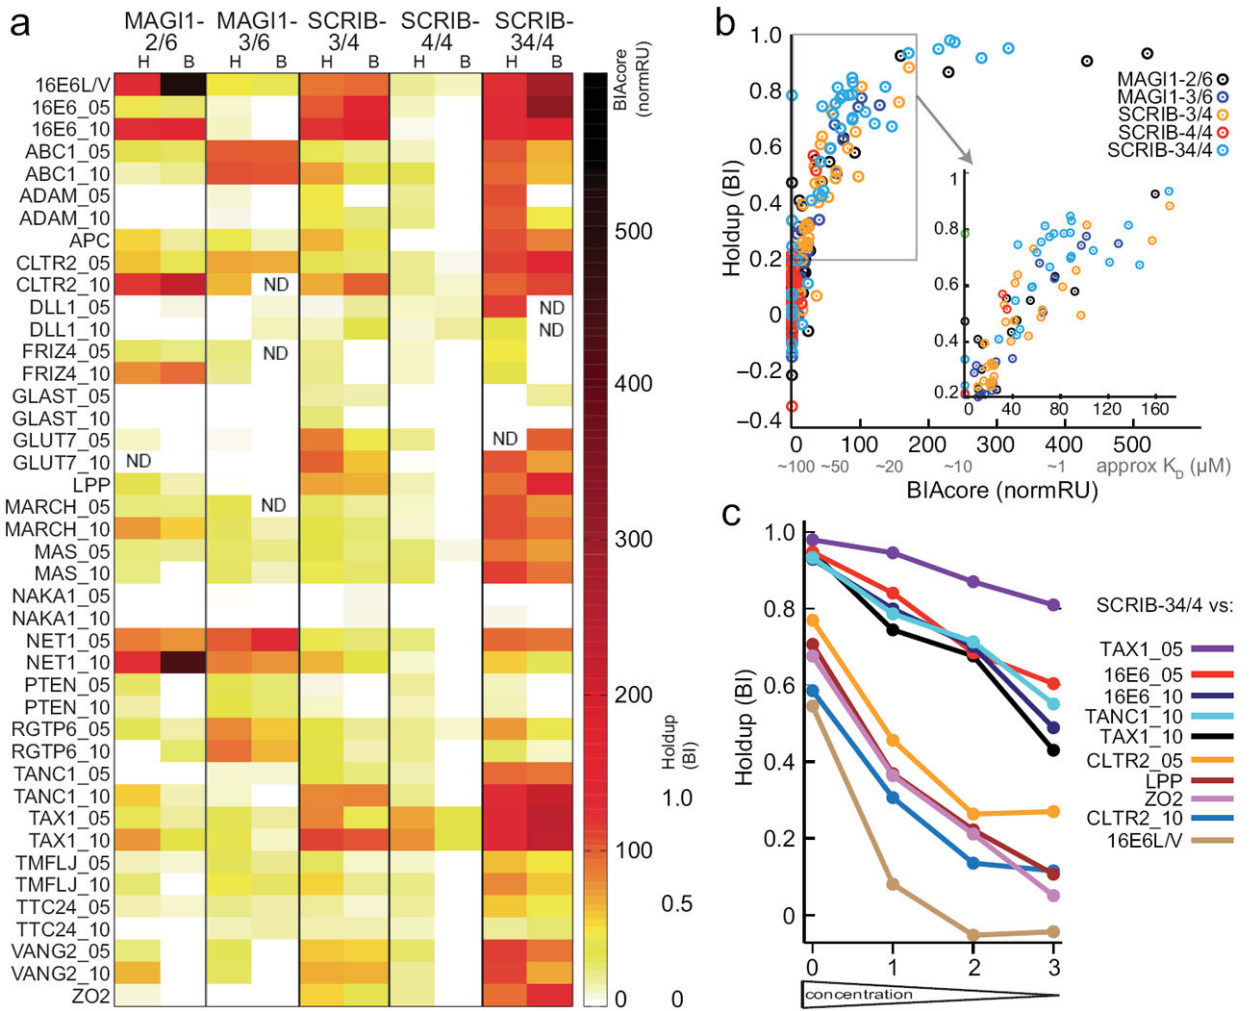 a
MAGI1-
2/6
MAGI1-
3/6
SCRIB-
3/4
SCRIB-
4/4
SCRIB-
34/4
H B H B H B H B H B
16E6L/V
16E6_05
16E6_10
ABC1_05
ABC1_10
ADAM_05
ADAM_10
APC
CLTR2_05
CLTR2_10 ND
DLL1_05 ND
DLL1_10 ND
FRIZ4_05 ND
FRIZ4_10
GLAST_05
GLAST_10
GLUT7_05 ND
GLUT7_10 ND
LPP
MARCH_05 ND
MARCH_10
MAS_05
MAS_10
NAKA1_05
NAKA1_10
NET1_05
NET1_10
PTEN_05
PTEN_10
RGTP6_05
RGTP6_10
TANC1_05
TANC1_10
TAX1_05
TAX1_10
TMFLJ_05
TMFLJ_10
TTC24_05
TTC24_10
VANG2_05
VANG2_10
ZO2
BIAcore
(normRU)
500
400
300
200
100
0
Holdup
(BI)
1.0
0.5
0
b
Holdup (BI)
1.0
0.8
0.6
0.4
0.2
0
−0.2
−0.4
MAGI1-2/6
MAGI1-3/6
SCRIB-3/4
SCRIB-4/4
SCRIB-34/4
1
0.8
0.6
0.4
0.2
0 40 80 120 160
0 100 200 300 400 500
~100 ~50 ~20 ~10 ~1 approx KD (µM)
BIAcore (normRU)
c
Holdup (BI)
1.0
0.8
0.6
0.4
0.2
0
0 1 2 3
concentration
SCRIB-34/4 vs:
TAX1_05
16E6_05
16E6_10
TANC1_10
TAX1_10
CLTR2_05
LPP
ZO2
CLTR2_10
16E6L/V